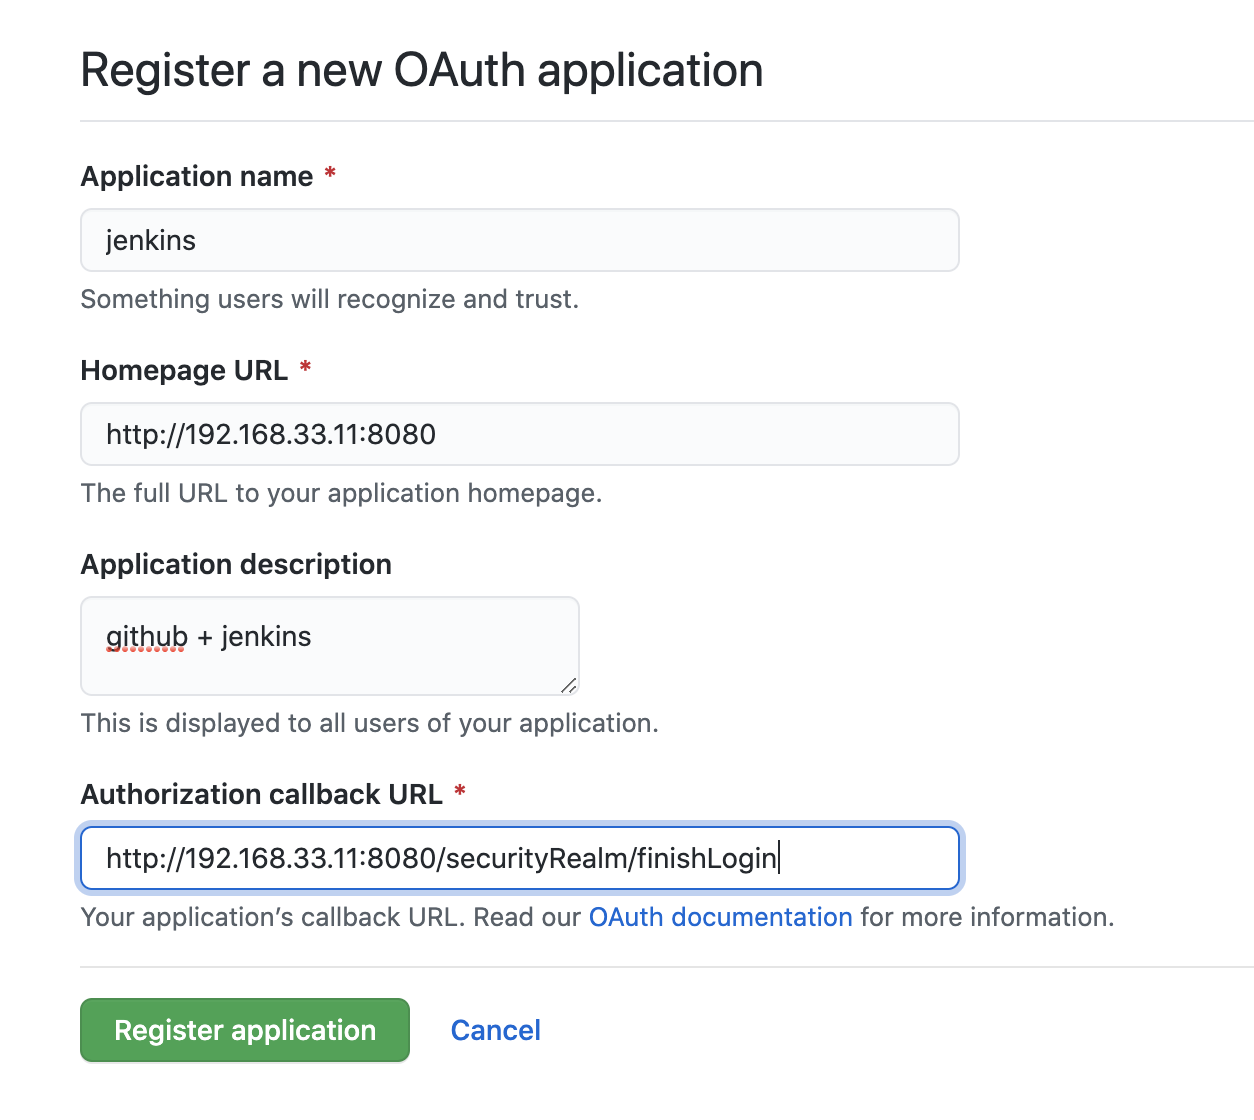 Register a new OAuth application
Application name *
jenkins
Something users will recognize and trust.
Homepage URL *
http://192.168.33.11:8080
The full URL to your application homepage.
Application description
github + jenkins
This is displayed to all users of your application.
Authorization callback URL *
http://192.168.33.11:8080/securityRealm/finishLogin
Your application’s callback URL. Read our OAuth documentation for more information.
Register application Cancel